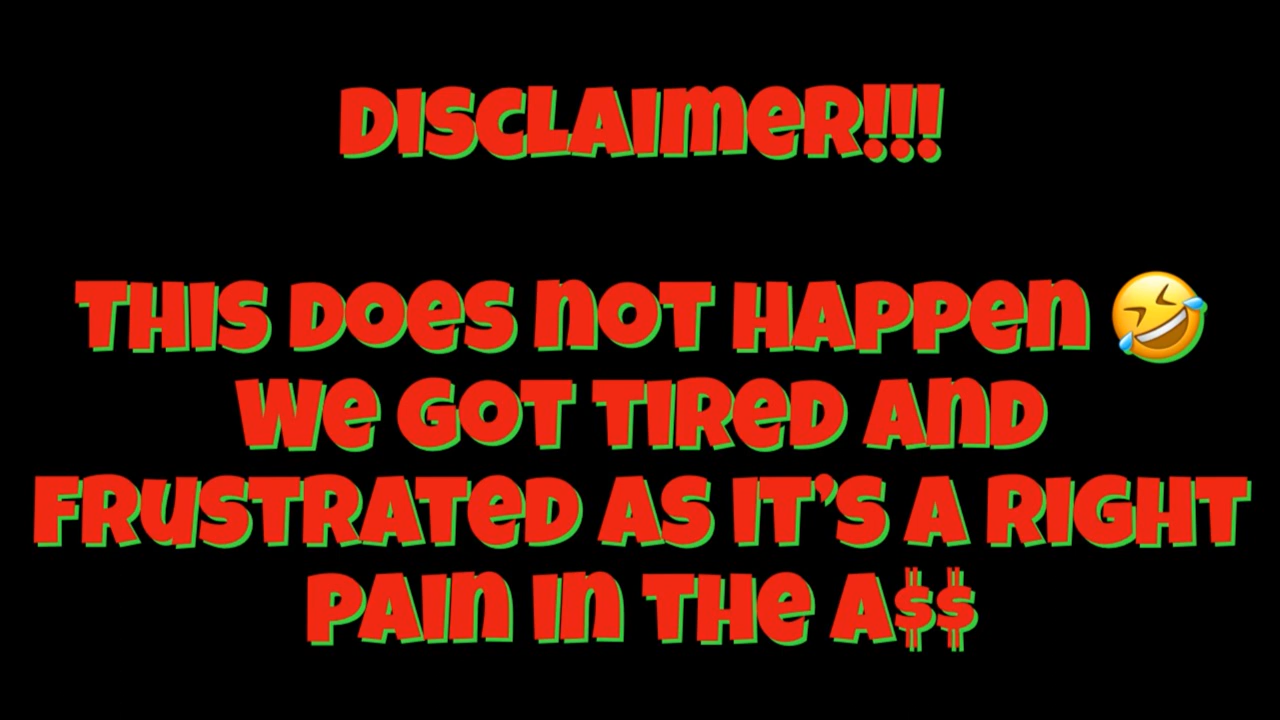 DISCLAIMER!!!
THIS DOES NOT HAPPEN 🤣
WE GOT TIRED AND
FRUSTRATED AS IT’S A RIGHT
PAIN IN THE A$$